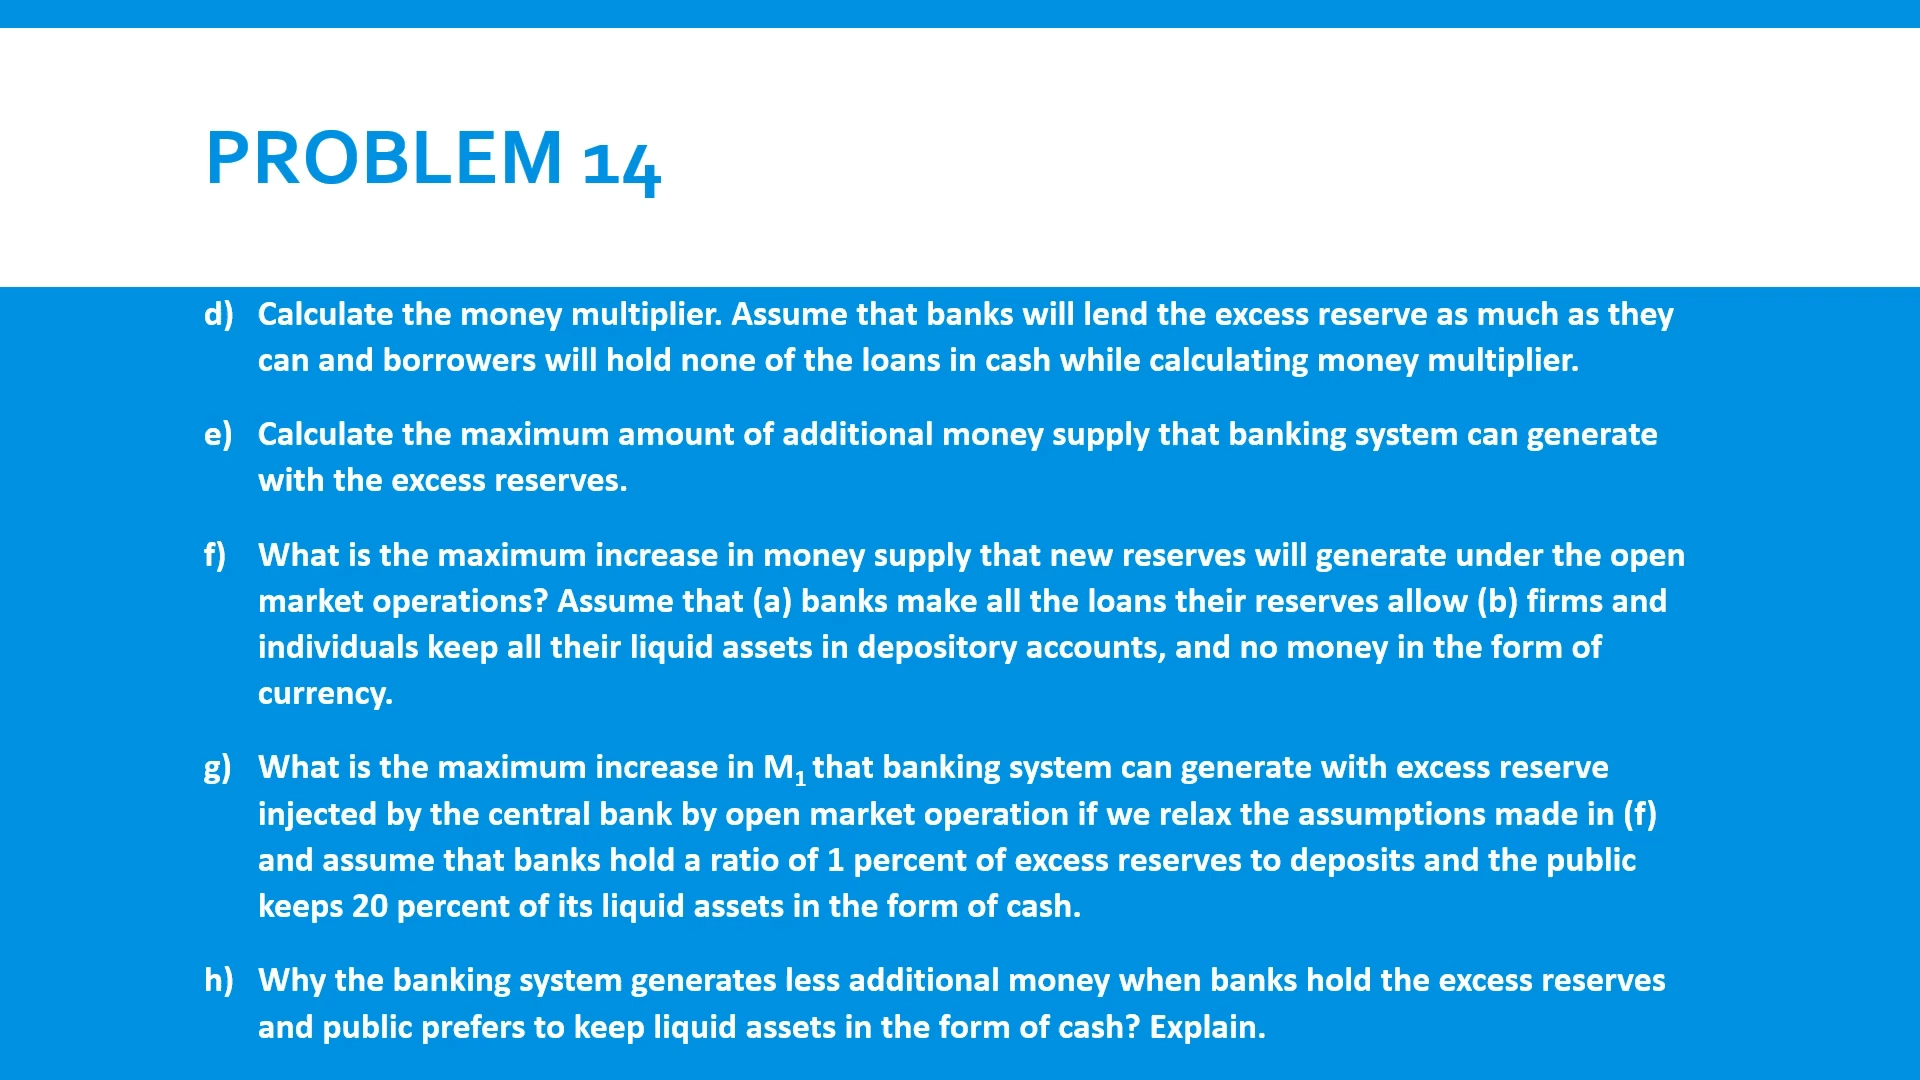 PROBLEM 14
d) Calculate the money multiplier. Assume that banks will lend the excess reserve as much as they
can and borrowers will hold none of the loans in cash while calculating money multiplier.
e) Calculate the maximum amount of additional money supply that banking system can generate
with the excess reserves.
f) What is the maximum increase in money supply that new reserves will generate under the open
market operations? Assume that (a) banks make all the loans their reserves allow (b) firms and
individuals keep all their liquid assets in depository accounts, and no money in the form of
currency.
g) What is the maximum increase in M1 that banking system can generate with excess reserve
injected by the central bank by open market operation if we relax the assumptions made in (f)
and assume that banks hold a ratio of 1 percent of excess reserves to deposits and the public
keeps 20 percent of its liquid assets in the form of cash.
h) Why the banking system generates less additional money when banks hold the excess reserves
and public prefers to keep liquid assets in the form of cash? Explain.